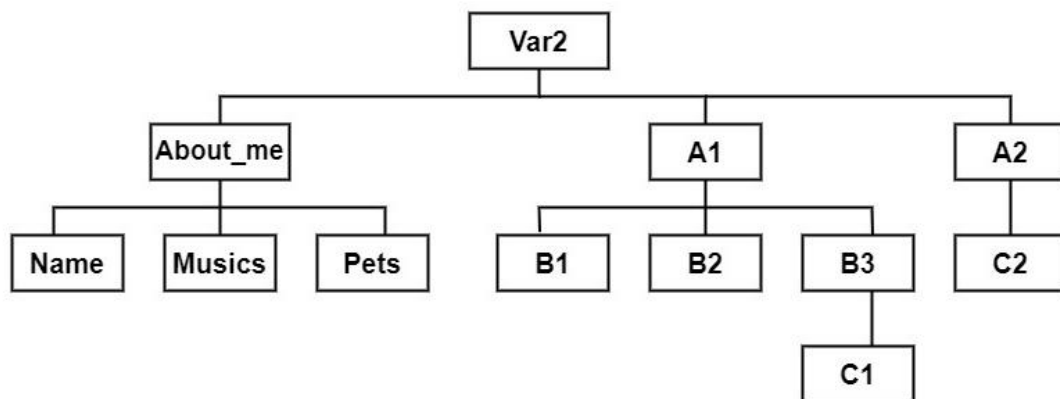 Var2
About_me
A1
A2
Name
Musics
Pets
B1
B2
B3
C2
C1